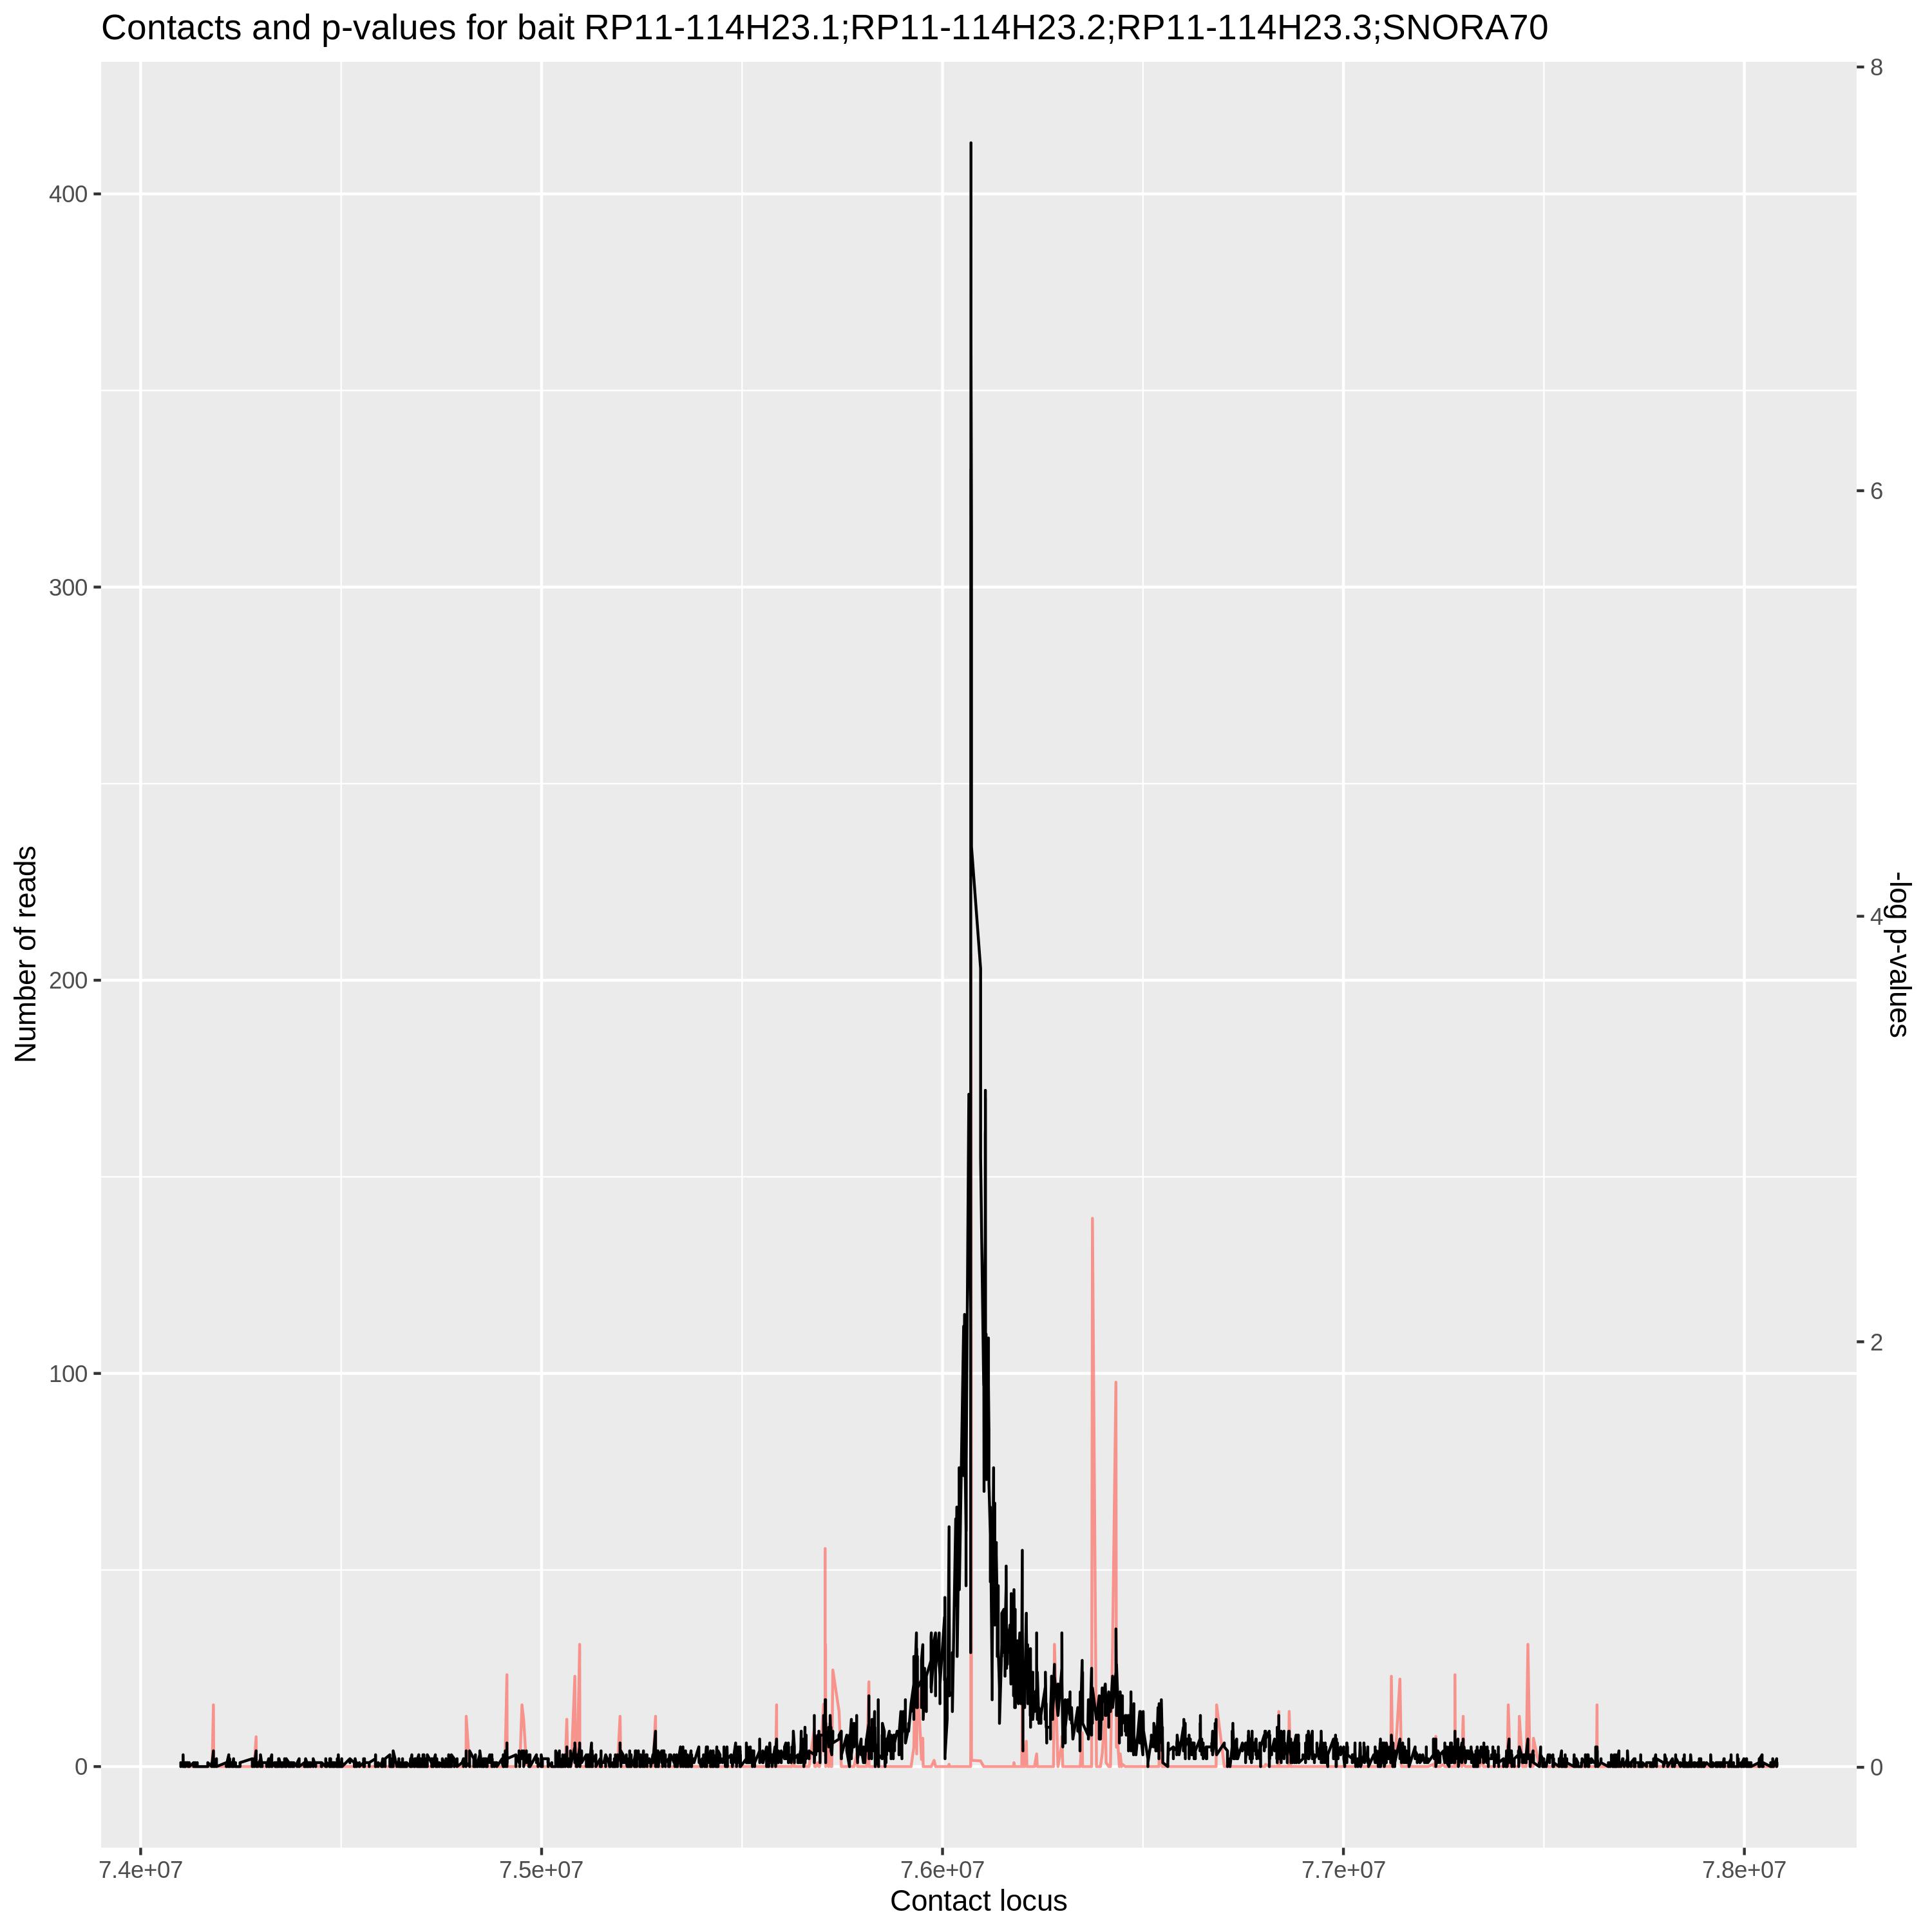 Contacts and p-values for bait RP11-114H23.1;RP11-114H23.2;RP11-114H23.3;SNORA70
8
400
6
300
Number of reads
-log p-values
4
200
2
100
0
0
7.4e+07 7.5e+07 7.6e+07 7.7e+07 7.8e+07
Contact locus